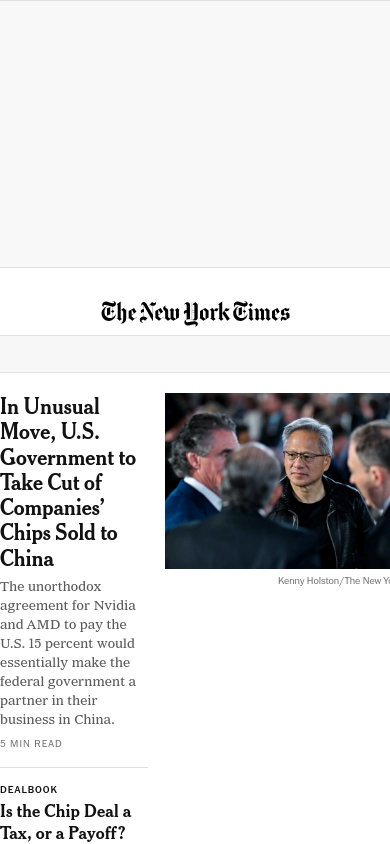 The New York Times
In Unusual
Move, U.S.
Government to
Take Cut of
Companies’
Chips Sold to
China
The unorthodox
agreement for Nvidia
and AMD to pay the
U.S. 15 percent would
essentially make the
federal government a
partner in their
business in China.
5 MIN READ
Kenny Holston/The New Yo
DEALBOOK
Is the Chip Deal a
Tax, or a Payoff?